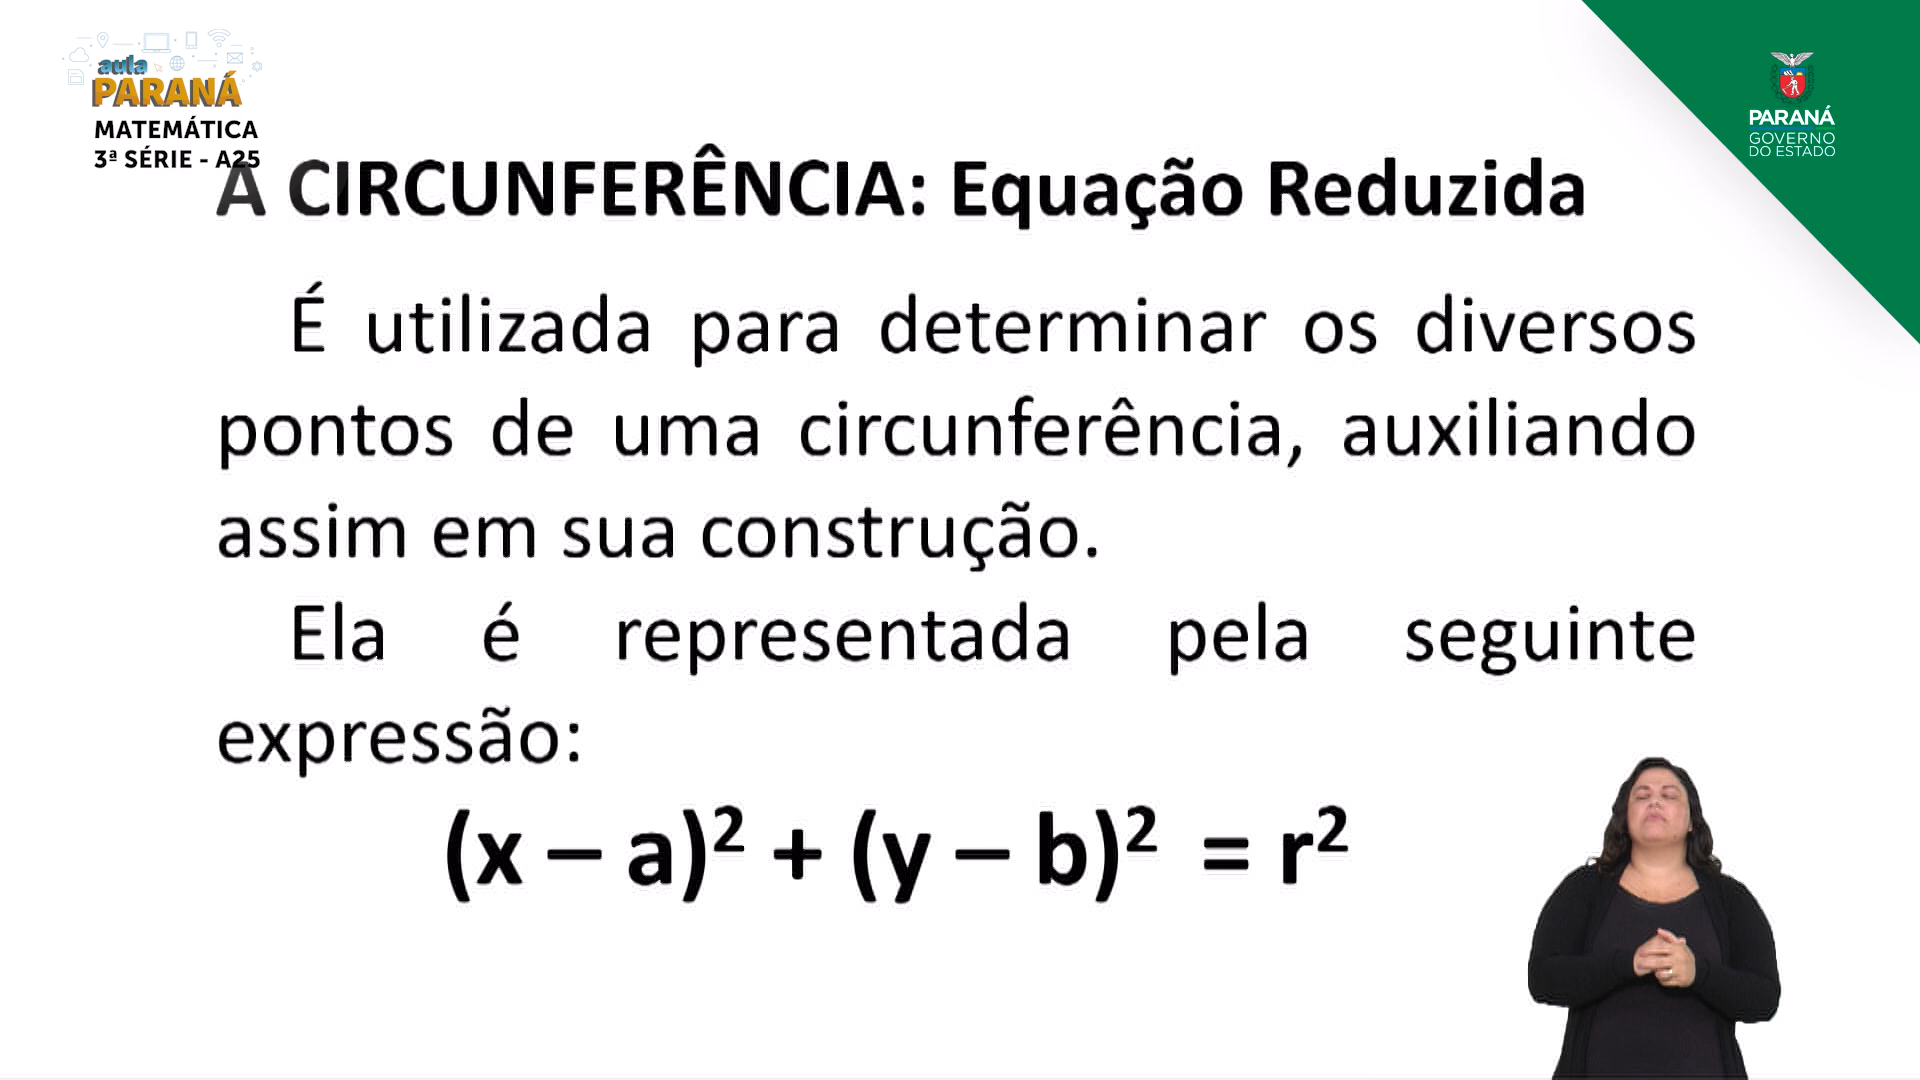 aula
PARANÁ
MATEMÁTICA
3ª SÉRIE - A25
PARANÁ
GOVERNO
DO ESTADO
A CIRCUNFERÊNCIA: Equação Reduzida
É utilizada para determinar os diversos
pontos de uma circunferência, auxiliando
assim em sua construção.
Ela é representada pela seguinte
expressão:
(x – a)² + (y – b)² = r²